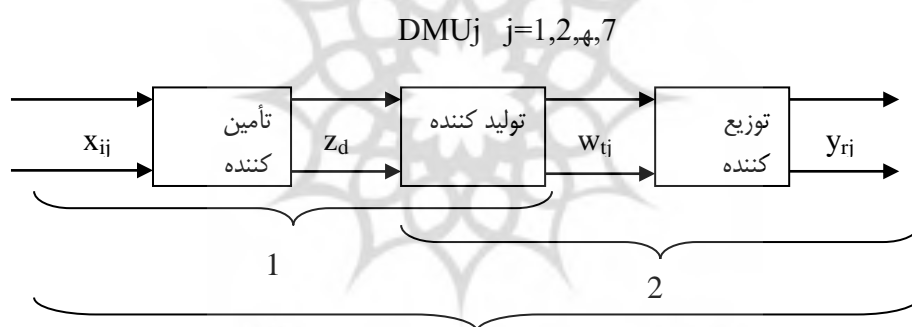 DMUj j=1,2,ﻬ,7
xij
تأمین
کننده
zd
تولید کننده
wtj
توزیع
کننده
yrj
1
2